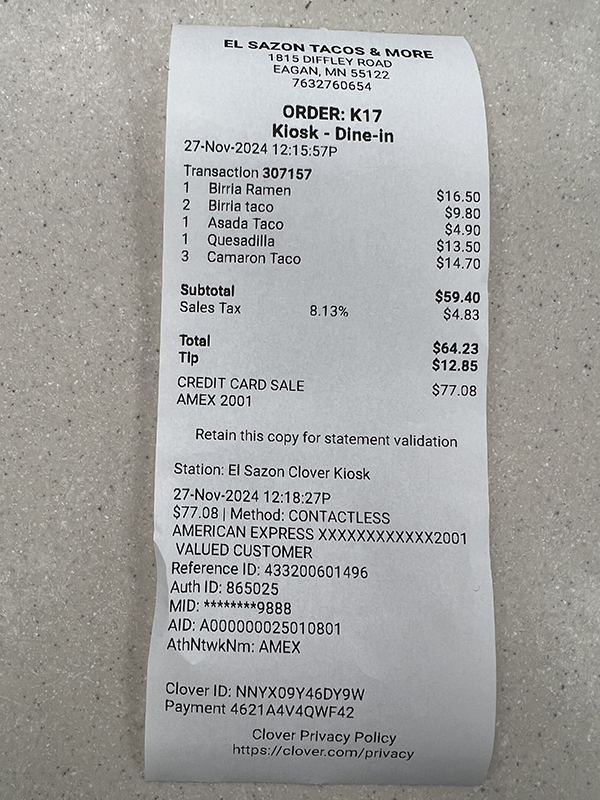 EL SAZON TACOS & MORE
1815 DIFFLEY ROAD
EAGAN, MN 55122
7632760654
ORDER: K17
Kiosk - Dine-in
27-Nov-2024 12:15:57P
Transaction 307157
1 Birria Ramen $16.50
2 Birria taco $9.80
1 Asada Taco $4.90
1 Quesadilla $13.50
3 Camaron Taco $14.70
Subtotal $59.40
Sales Tax 8.13% $4.83
Total $64.23
Tip $12.85
CREDIT CARD SALE $77.08
AMEX 2001
Retain this copy for statement validation
Station: El Sazon Clover Kiosk
27-Nov-2024 12:18:27P
$77.08 | Method: CONTACTLESS
AMERICAN EXPRESS XXXXXXXXXXXX2001
VALUED CUSTOMER
Reference ID: 433200601496
Auth ID: 865025
MID: ********9888
AID: A000000025010801
AthNtwkNm: AMEX
Clover ID: NNYX09Y46DY9W
Payment 4621A4V4QWF42
Clover Privacy Policy
https://clover.com/privacy